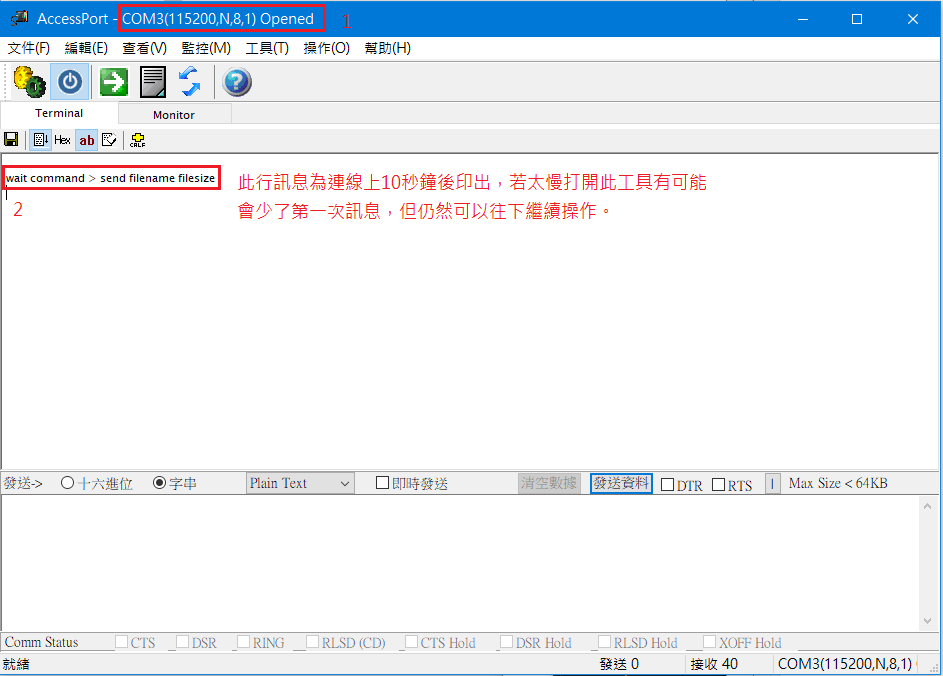 AccessPort - COM3(115200,N,8,1) Opened 1
文件(F) 編輯(E) 查看(V) 監控(M) 工具(T) 操作(O) 幫助(H)
Terminal Monitor
Hex ab CRLF
wait command > send filename filesize
此行訊息為連線上10秒鐘後印出，若太慢打開此工具有可能
2 會少了第一次訊息，但仍然可以往下繼續操作。
發送-> 十六進位 字串 Plain Text 即時發送 清空數據 發送資料 DTR RTS Max Size < 64KB
Comm Status CTS DSR RING RLSD (CD) CTS Hold DSR Hold RLSD Hold XOFF Hold
就緒 發送 0 接收 40 COM3(115200,N,8,1)